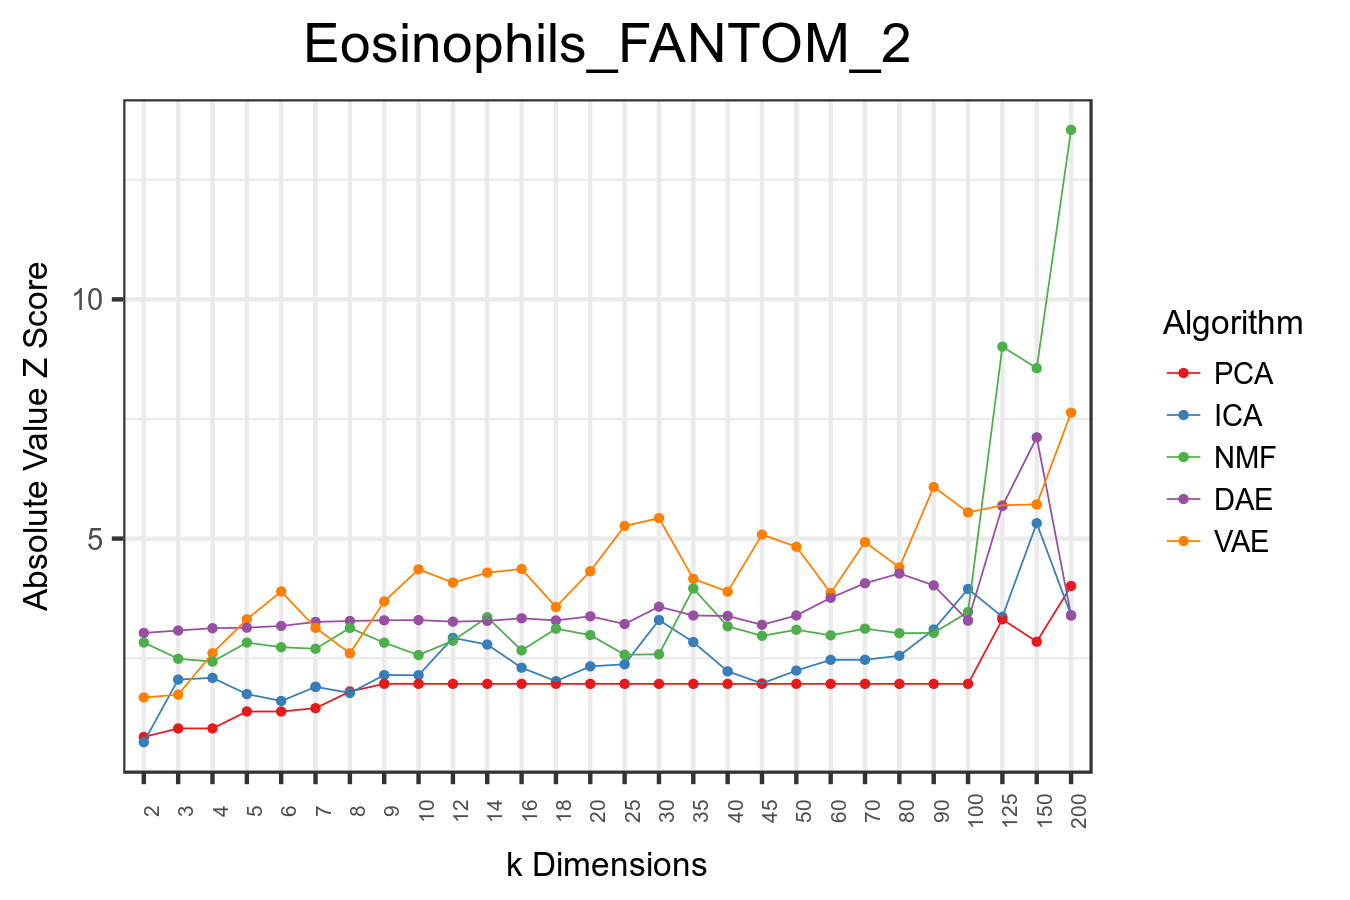 Eosinophils_FANTOM_2
Absolute Value Z Score
10
5
2 3 4 5 6 7 8 9 10 12 14 16 18 20 25 30 35 40 45 50 60 70 80 90 100 125 150 200
k Dimensions
Algorithm
PCA
ICA
NMF
DAE
VAE